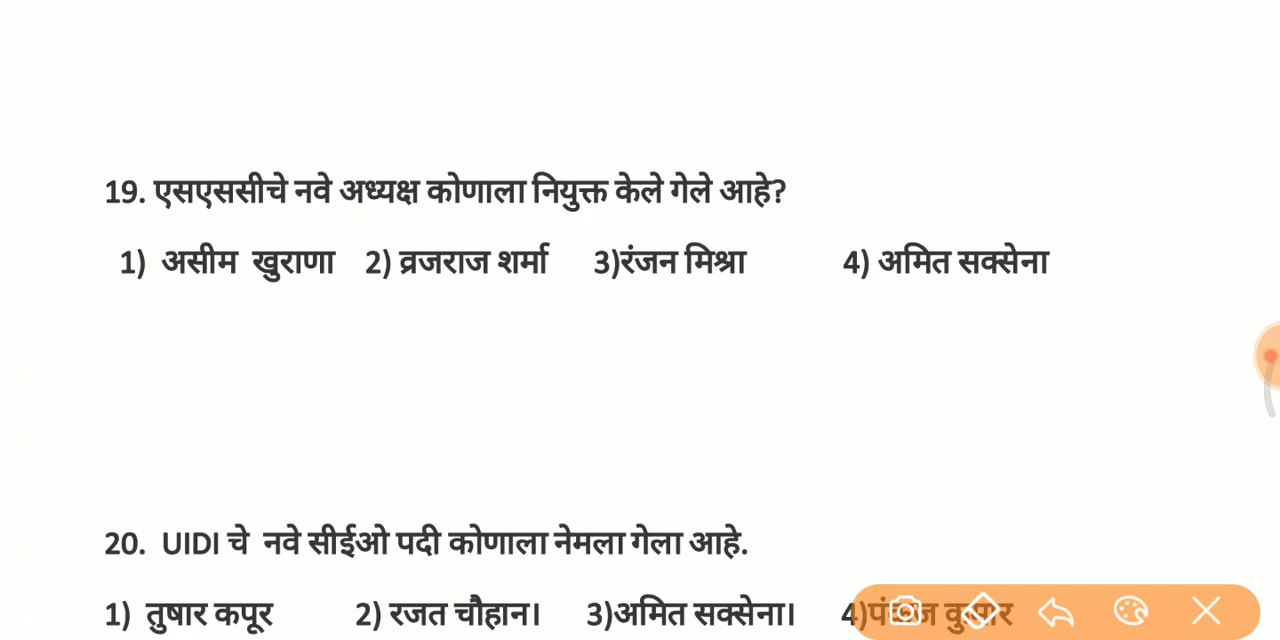 19. एसएससीचे नवे अध्यक्ष कोणाला नियुक्त केले गेले आहे?
1) असीम खुराणा 2) व्रजराज शर्मा 3)रंजन मिश्रा 4) अमित सक्सेना
20. UIDI चे नवे सीईओ पदी कोणाला नेमला गेला आहे.
1) तुषार कपूर 2) रजत चौहान। 3)अमित सक्सेना। 4)पंकज कुमार